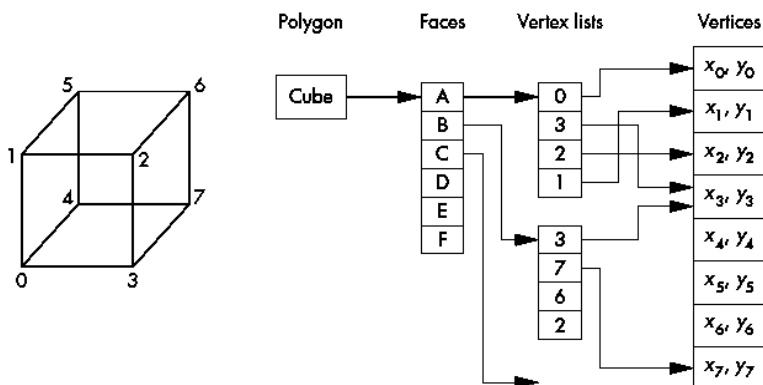 Polygon Faces Vertex lists Vertices
Cube
A
B
C
D
E
F
0
3
2
1
3
7
6
2
x0, y0
x1, y1
x2, y2
x3, y3
x4, y4
x5, y5
x6, y6
x7, y7
5 6
1 2
4 7
0 3